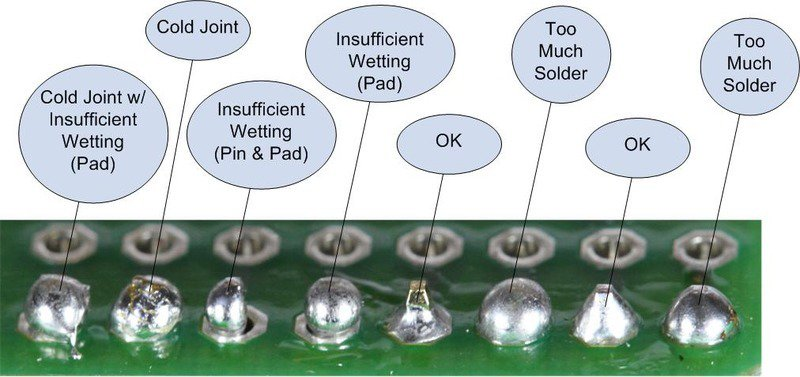 Cold Joint w/
Insufficient
Wetting
(Pad)
Cold Joint
Insufficient
Wetting
(Pin & Pad)
Insufficient
Wetting
(Pad)
OK
Too
Much
Solder
OK
Too
Much
Solder